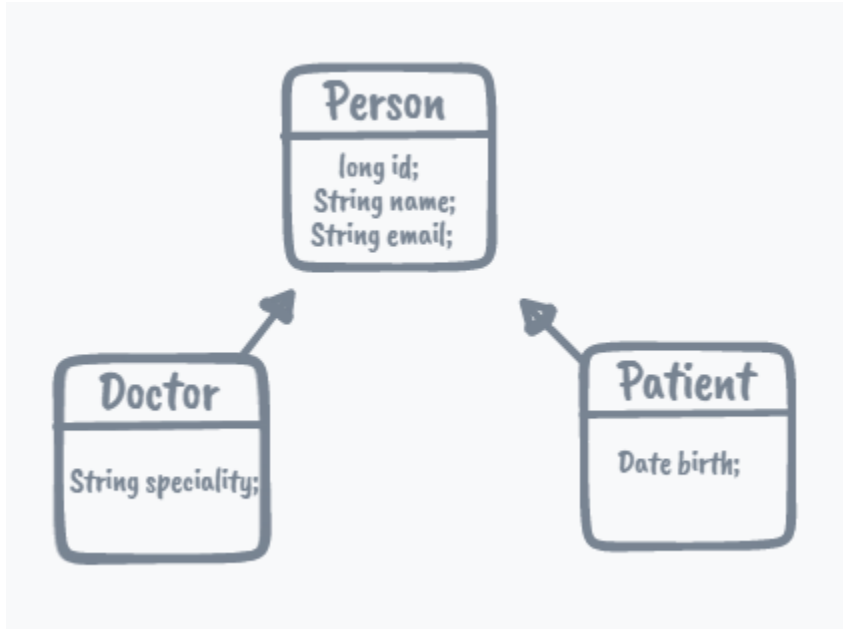 Person
long id;
String name;
String email;
Doctor
String speciality;
Patient
Date birth;